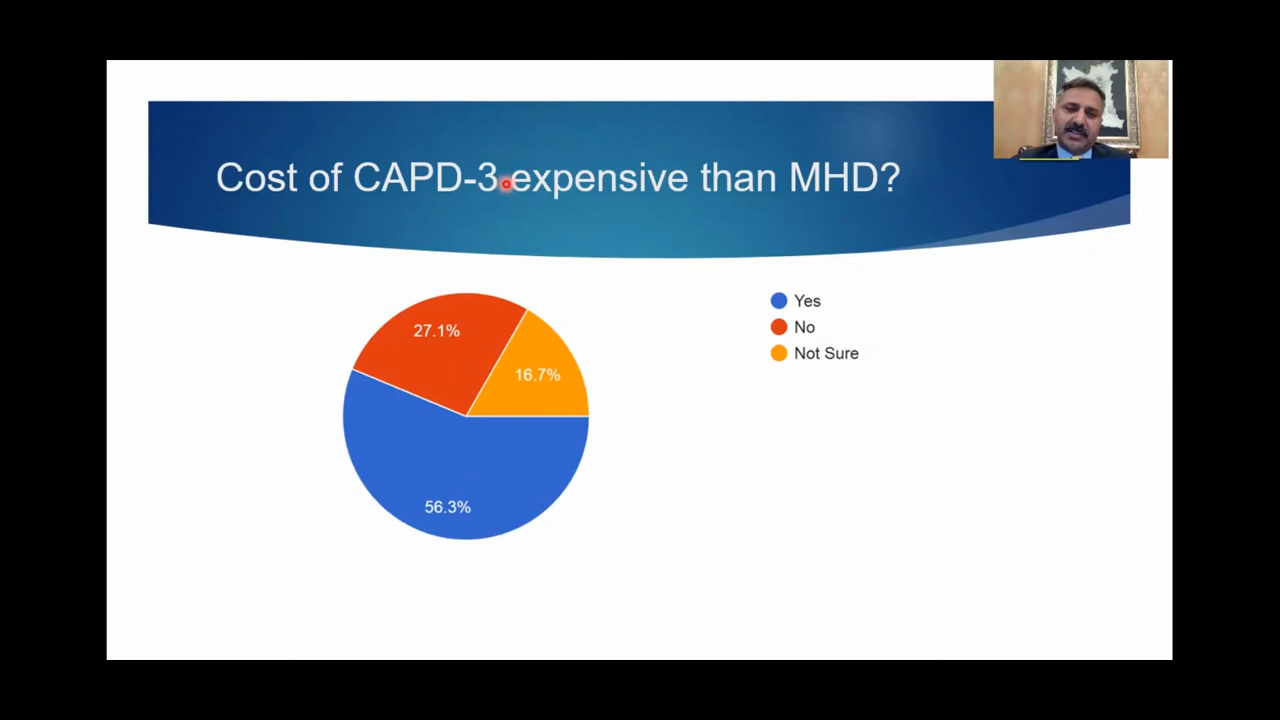 Cost of CAPD-3 expensive than MHD?
Yes
No
Not Sure
27.1%
16.7%
56.3%